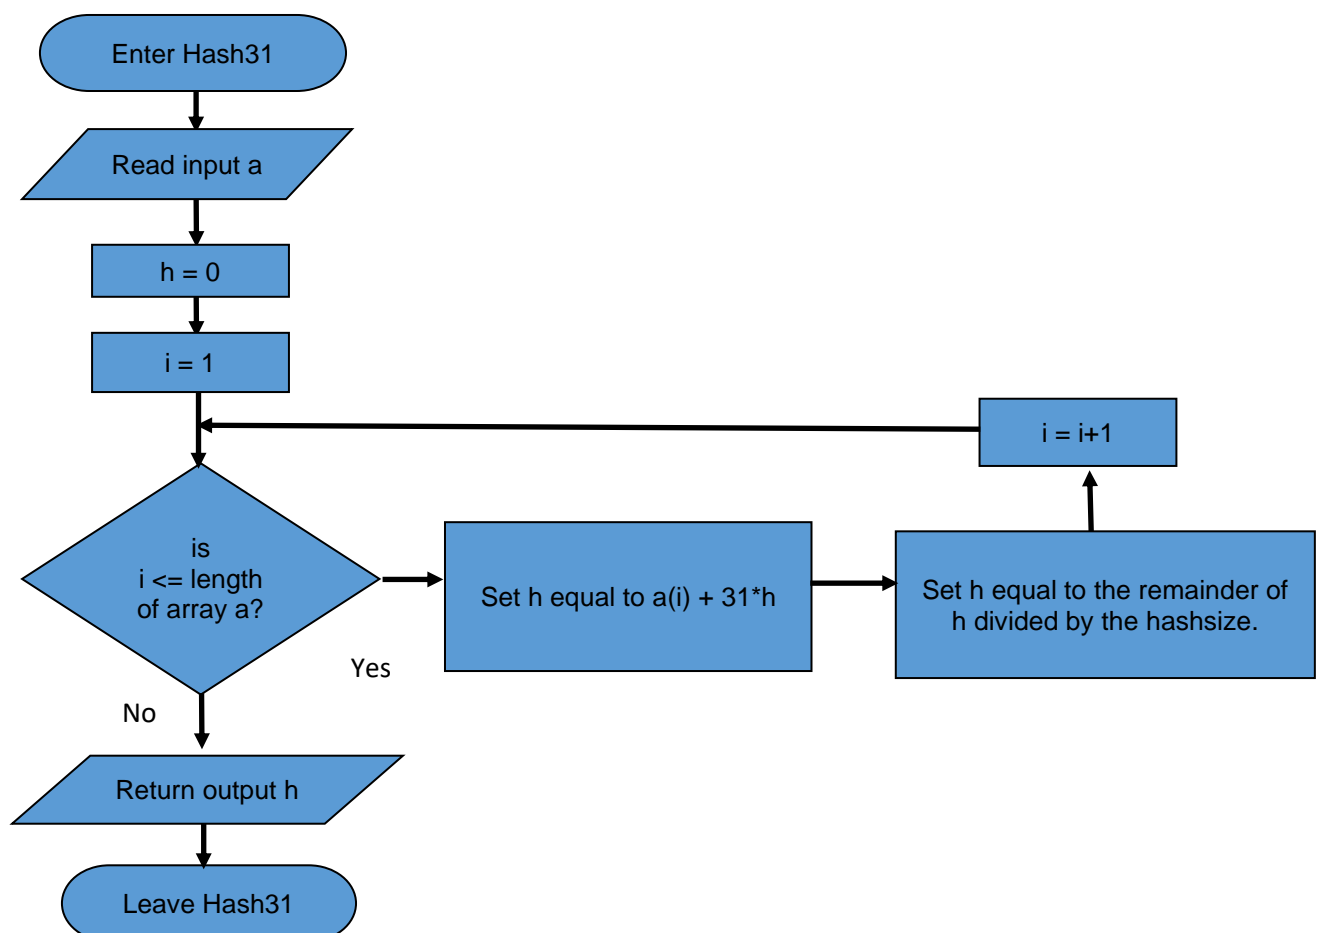 Enter Hash31
Read input a
h = 0
i = 1
i = i+1
is
i <= length
of array a?
Set h equal to a(i) + 31*h
Set h equal to the remainder of
h divided by the hashsize.
Yes
No
Return output h
Leave Hash31